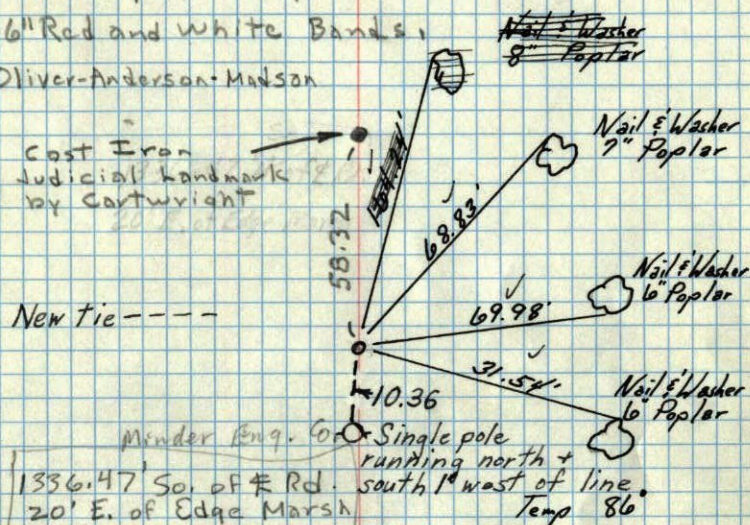 6" Red and White Bands.
Oliver-Anderson-Madson
Nail & Washer
8" Poplar
Cast Iron
Judicial Landmark
by Cartwright
Nail & Washer
7" Poplar
58.32
68.83'
Nail & Washer
6" Poplar
69.98'
New tie ----
31.54'
Nail & Washer
6" Poplar
10.36
Minder Eng. Co
Single pole
running north +
south 1' west of line
1336.47' So. of ȼ Rd.
20' E. of Edge Marsh
Temp 86°